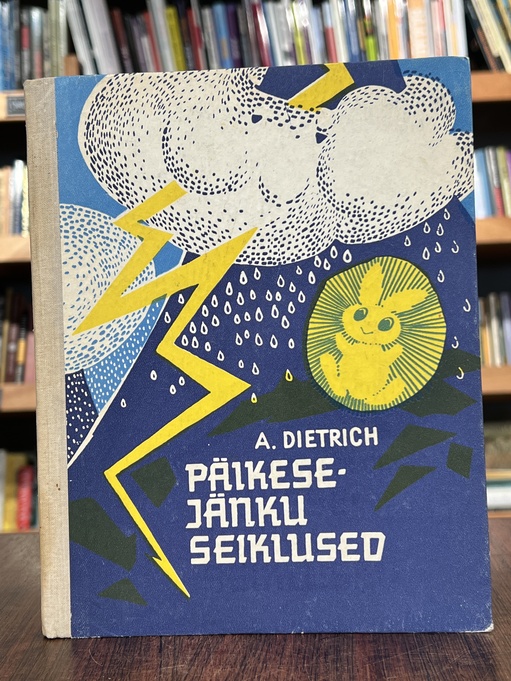 A. DIETRICH
PÄIKESE-
JÄNKU
SEIKLUSED